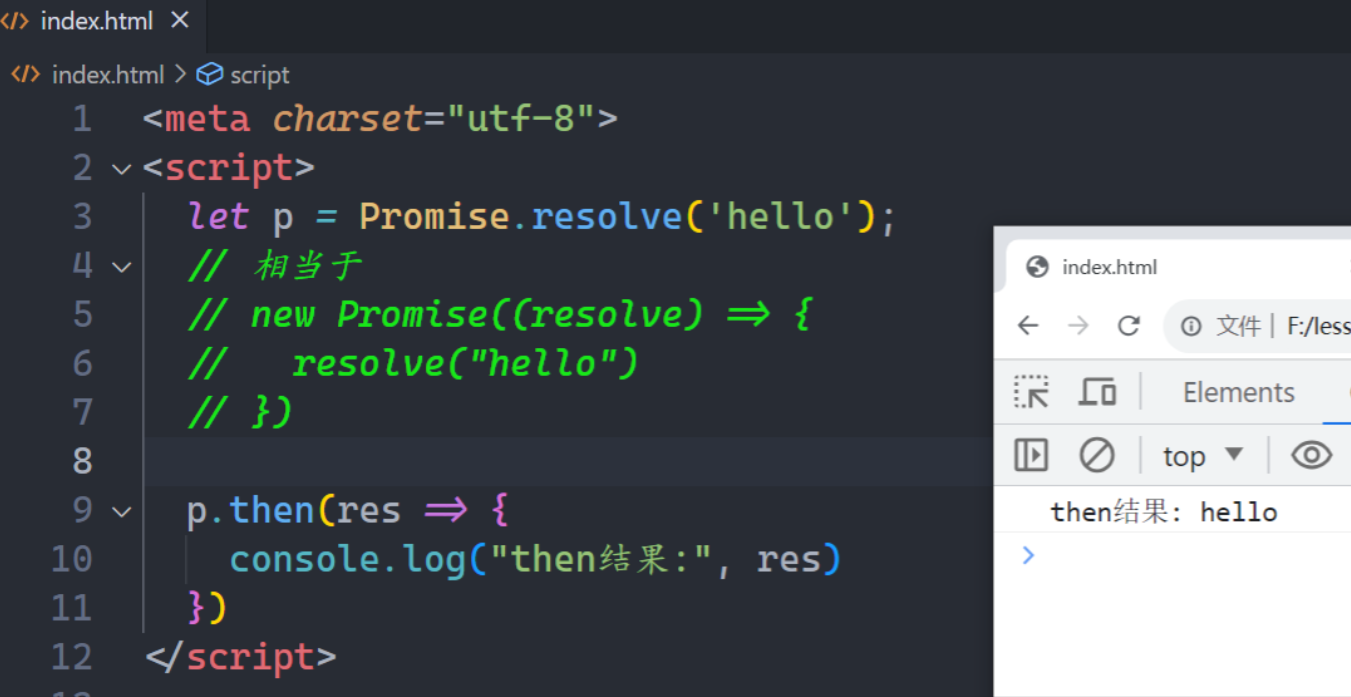 index.html
index.html > script
1 <meta charset="utf-8">
2 <script>
3 let p = Promise.resolve('hello');
4 // 相当于
5 // new Promise((resolve) => {
6 //   resolve("hello")
7 // })
8
9 p.then(res => {
10 console.log("then结果:", res)
11 })
12 </script>
index.html
文件 | F:/less
Elements
top
then结果: hello